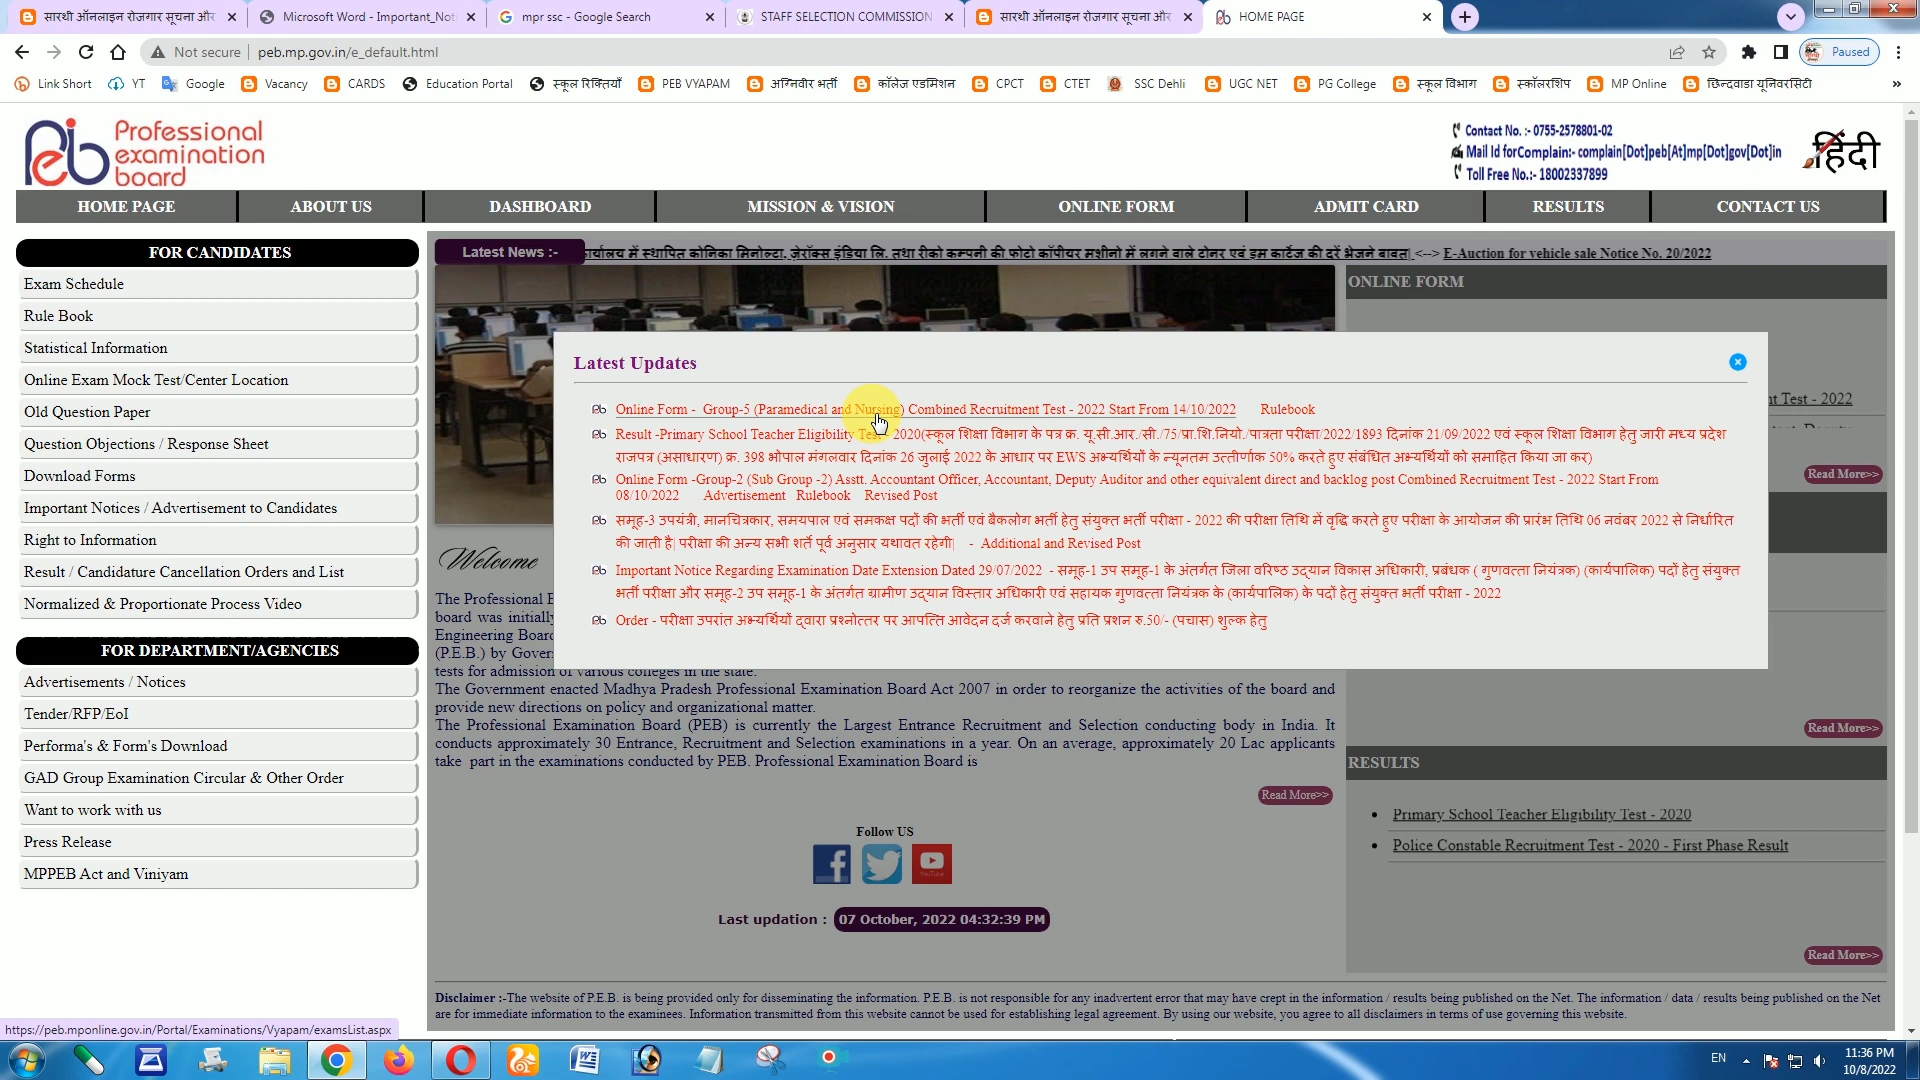 सारथी ऑनलाइन रोजगार सूचना और
Microsoft Word - Important_Not
mpr ssc - Google Search
STAFF SELECTION COMMISSION
सारथी ऑनलाइन रोजगार सूचना और
HOME PAGE
Not secure
peb.mp.gov.in/e_default.html
Paused
Link Short
YT
Google
Vacancy
CARDS
Education Portal
स्कूल रिक्तियाँ
PEB VYAPAM
अग्निवीर भर्ती
कॉलेज एडमिशन
CPCT
CTET
SSC Dehli
UGC NET
PG College
स्कूल विभाग
स्कॉलरशिप
MP Online
छिन्दवाडा यूनिवरसिटी
»
Peb
Professional
examination
board
Contact No. :- 0755-2578801-02
Mail Id forComplain:- complain[Dot]peb[At]mp[Dot]gov[Dot]in
Toll Free No.:- 18002337899
हिंदी
HOME PAGE
ABOUT US
DASHBOARD
MISSION & VISION
ONLINE FORM
ADMIT CARD
RESULTS
CONTACT US
FOR CANDIDATES
Exam Schedule
Rule Book
Statistical Information
Online Exam Mock Test/Center Location
Old Question Paper
Question Objections / Response Sheet
Download Forms
Important Notices / Advertisement to Candidates
Right to Information
Result / Candidature Cancellation Orders and List
Normalized & Proportionate Process Video
FOR DEPARTMENT/AGENCIES
Advertisements / Notices
Tender/RFP/EoI
Performa's & Form's Download
GAD Group Examination Circular & Other Order
Want to work with us
Press Release
MPPEB Act and Viniyam
Latest News :-
कार्यालय में स्थापित कोनिका मिनोल्टा, ज़ेरॉक्स इंडिया लि. तथा रीको कम्पनी की फोटो कॉपीयर मशीनो में लगने वाले टोनर एवं ड्रम कार्टेज की दरें भेजने बावत| <--> E-Auction for vehicle sale Notice No. 20/2022
ONLINE FORM
nt Test - 2022
Read More>>
Latest Updates
Online Form - Group-5 (Paramedical and Nursing) Combined Recruitment Test - 2022 Start From 14/10/2022 Rulebook
Result -Primary School Teacher Eligibility Test - 2020(स्कूल शिक्षा विभाग के पत्र क्र. यू.सी.आर./सी./75/प्रा.शि.नियो./पात्रता परीक्षा/2022/1893 दिनांक 21/09/2022 एवं स्कूल शिक्षा विभाग हेतु जारी मध्य प्रदेश
राजपत्र (असाधारण) क्र. 398 भोपाल मंगलवार दिनांक 26 जुलाई 2022 के आधार पर EWS अभ्यर्थियों के न्यूनतम उत्तीर्णाक 50% करते हुए संबंधित अभ्यर्थियों को समाहित किया जा कर)
Online Form -Group-2 (Sub Group -2) Asstt. Accountant Officer, Accountant, Deputy Auditor and other equivalent direct and backlog post Combined Recruitment Test - 2022 Start From
08/10/2022 Advertisement Rulebook Revised Post
समूह-3 उपयंत्री, मानचित्रकार, समयपाल एवं समकक्ष पदों की भर्ती एवं बैकलोग भर्ती हेतु संयुक्त भर्ती परीक्षा - 2022 की परीक्षा तिथि में वृद्धि करते हुए परीक्षा के आयोजन की प्रारंभ तिथि 06 नवंबर 2022 से निर्धारित
की जाती है| परीक्षा की अन्य सभी शर्ते पूर्व अनुसार यथावत रहेगी| - Additional and Revised Post
Important Notice Regarding Examination Date Extension Dated 29/07/2022 - समूह-1 उप समूह-1 के अंतर्गत जिला वरिष्ठ उद्यान विकास अधिकारी, प्रबंधक ( गुणवत्ता नियंत्रक) (कार्यपालिक) पदों हेतु संयुक्त
भर्ती परीक्षा और समूह-2 उप समूह-1 के अंतर्गत ग्रामीण उद्यान विस्तार अधिकारी एवं सहायक गुणवत्ता नियंत्रक के (कार्यपालिक) के पदों हेतु संयुक्त भर्ती परीक्षा - 2022
Order - परीक्षा उपरांत अभ्यर्थियों द्वारा प्रश्नोत्तर पर आपत्ति आवेदन दर्ज करवाने हेतु प्रति प्रशन रु.50/- (पचास) शुल्क हेतु
Welcome
The Professional E
board was initially
Engineering Board
(P.E.B.) by Gover
tests for admission of various colleges in the state.
The Government enacted Madhya Pradesh Professional Examination Board Act 2007 in order to reorganize the activities of the board and
provide new directions on policy and organizational matter.
The Professional Examination Board (PEB) is currently the Largest Entrance Recruitment and Selection conducting body in India. It
conducts approximately 30 Entrance, Recruitment and Selection examinations in a year. On an average, approximately 20 Lac applicants
take part in the examinations conducted by PEB. Professional Examination Board is
Read More>>
Read More>>
RESULTS
Primary School Teacher Eligibility Test - 2020
Police Constable Recruitment Test - 2020 - First Phase Result
Read More>>
Follow US
YouTube
Last updation : 07 October, 2022 04:32:39 PM
Disclaimer :-The website of P.E.B. is being provided only for disseminating the information. P.E.B. is not responsible for any inadvertent error that may have crept in the information / results being published on the Net. The information / data / results being published on the Net
are for immediate information to the examinees. Information transmitted from this website cannot be used for establishing legal agreement. By using our website, you agree to all disclaimers in terms of use governing this website.
https://peb.mponline.gov.in/Portal/Examinations/Vyapam/examsList.aspx
EN
11:36 PM
10/8/2022